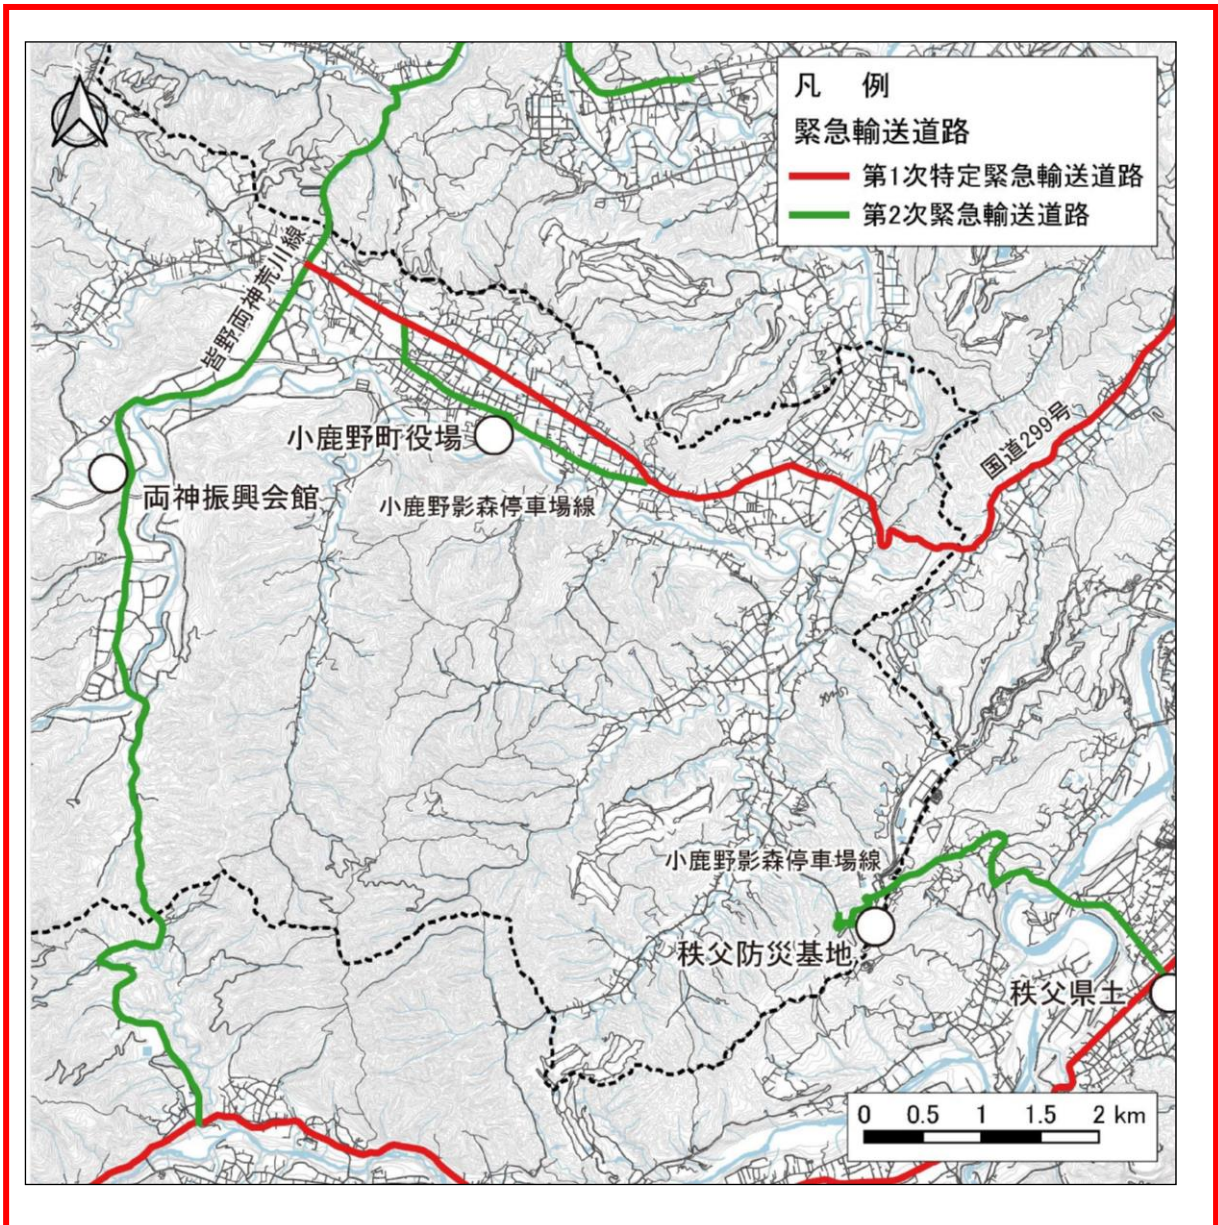 凡　例
緊急輸送道路
第1次特定緊急輸送道路
第2次緊急輸送道路
皆野両神荒川線
国道299号
小鹿野町役場
両神振興会館
小鹿野影森停車場線
小鹿野影森停車場線
秩父防災基地
秩父県土
0 0.5 1 1.5 2 km